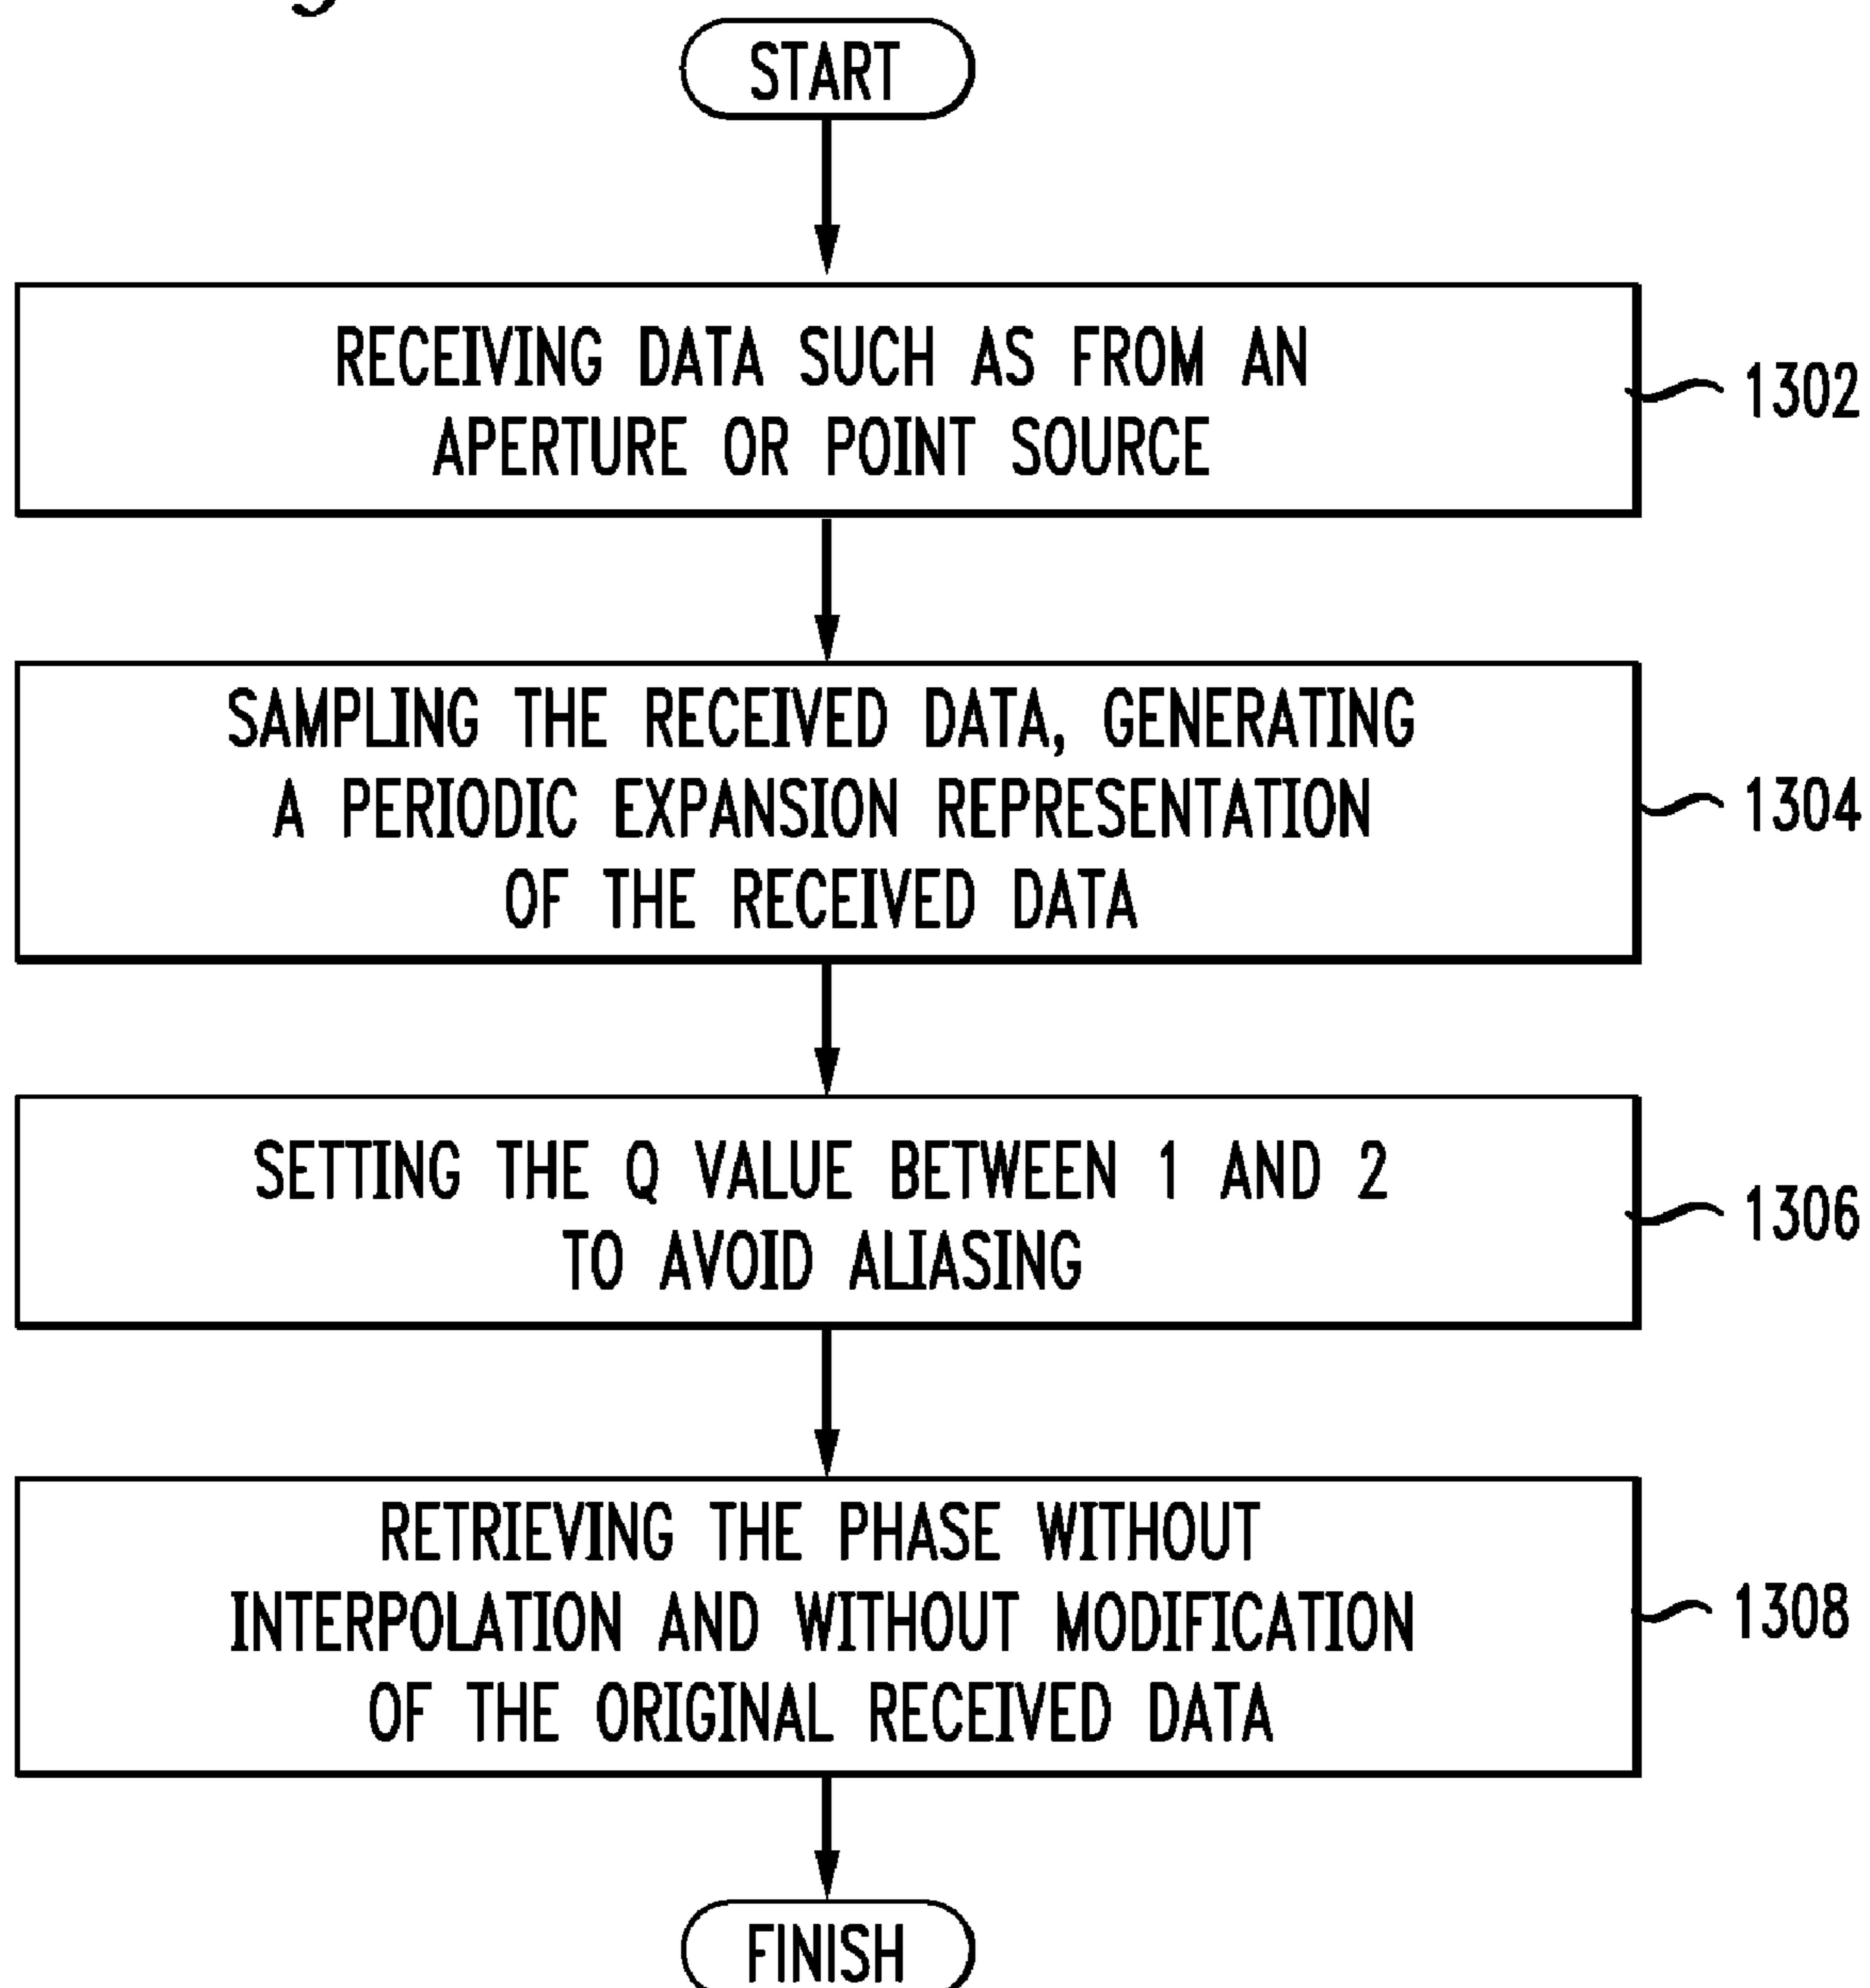 START
RECEIVING DATA SUCH AS FROM AN
APERTURE OR POINT SOURCE
1302
SAMPLING THE RECEIVED DATA, GENERATING
A PERIODIC EXPANSION REPRESENTATION
OF THE RECEIVED DATA
1304
SETTING THE Q VALUE BETWEEN 1 AND 2
TO AVOID ALIASING
1306
RETRIEVING THE PHASE WITHOUT
INTERPOLATION AND WITHOUT MODIFICATION
OF THE ORIGINAL RECEIVED DATA
1308
FINISH